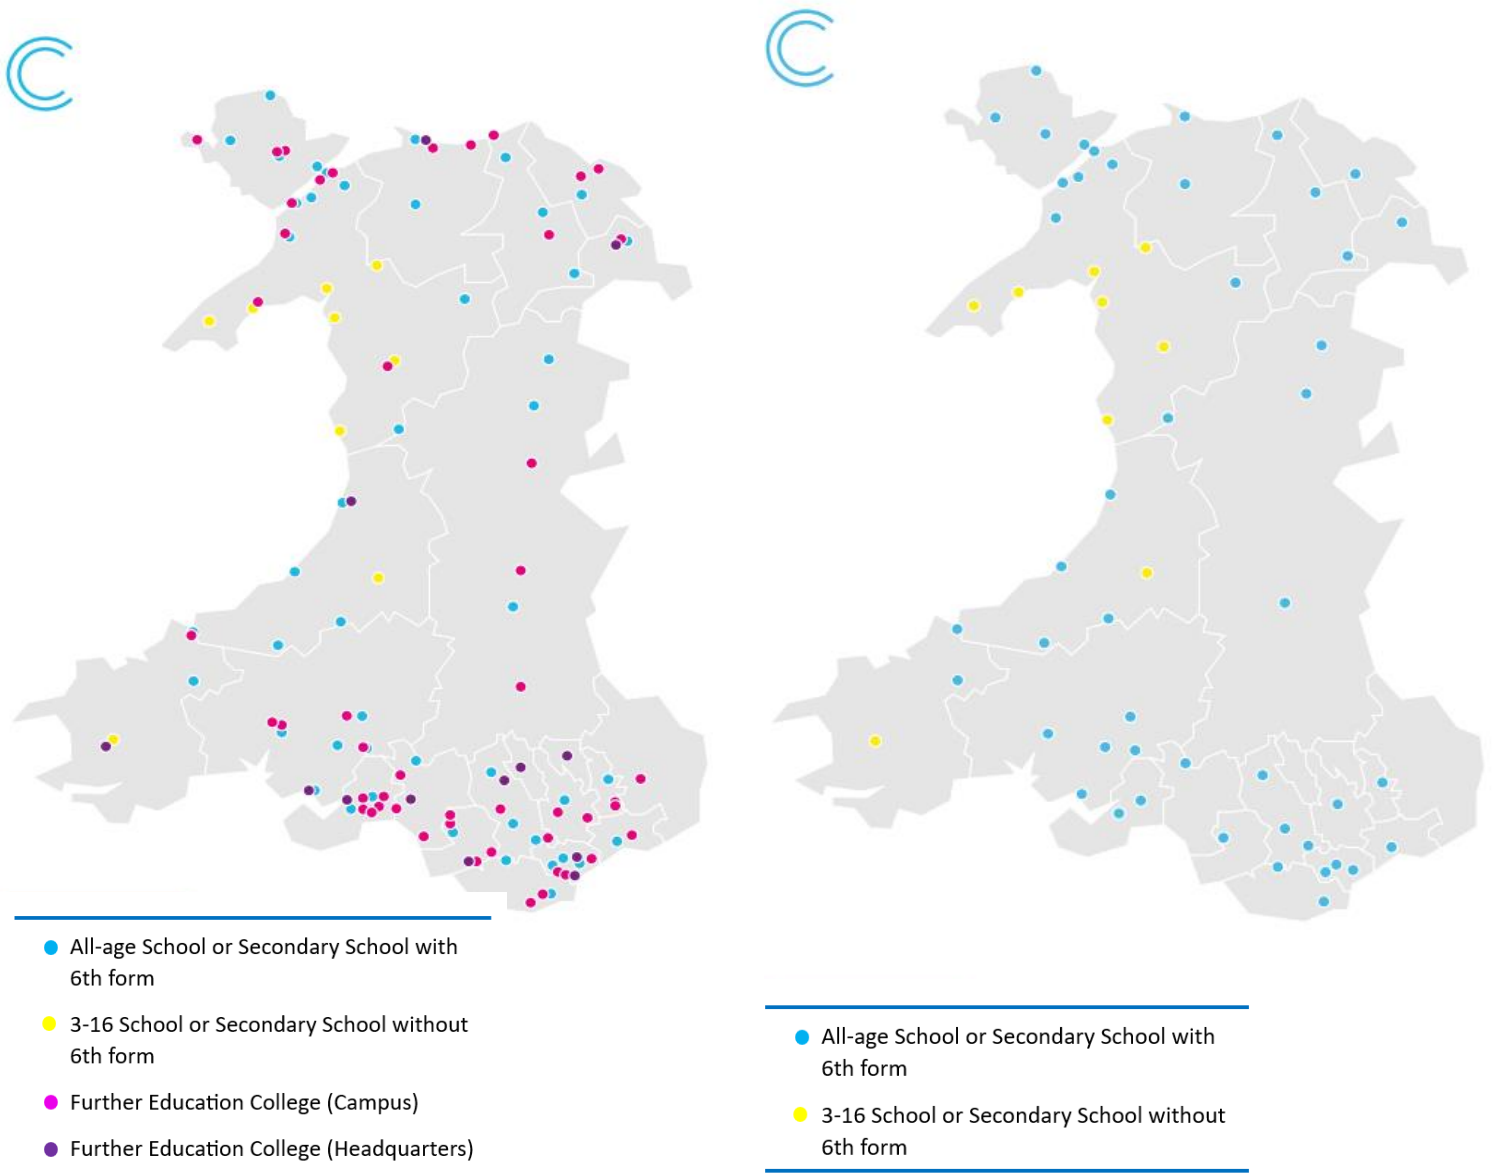 All-age School or Secondary School with
6th form
3-16 School or Secondary School without
6th form
Further Education College (Campus)
Further Education College (Headquarters)
All-age School or Secondary School with
6th form
3-16 School or Secondary School without
6th form